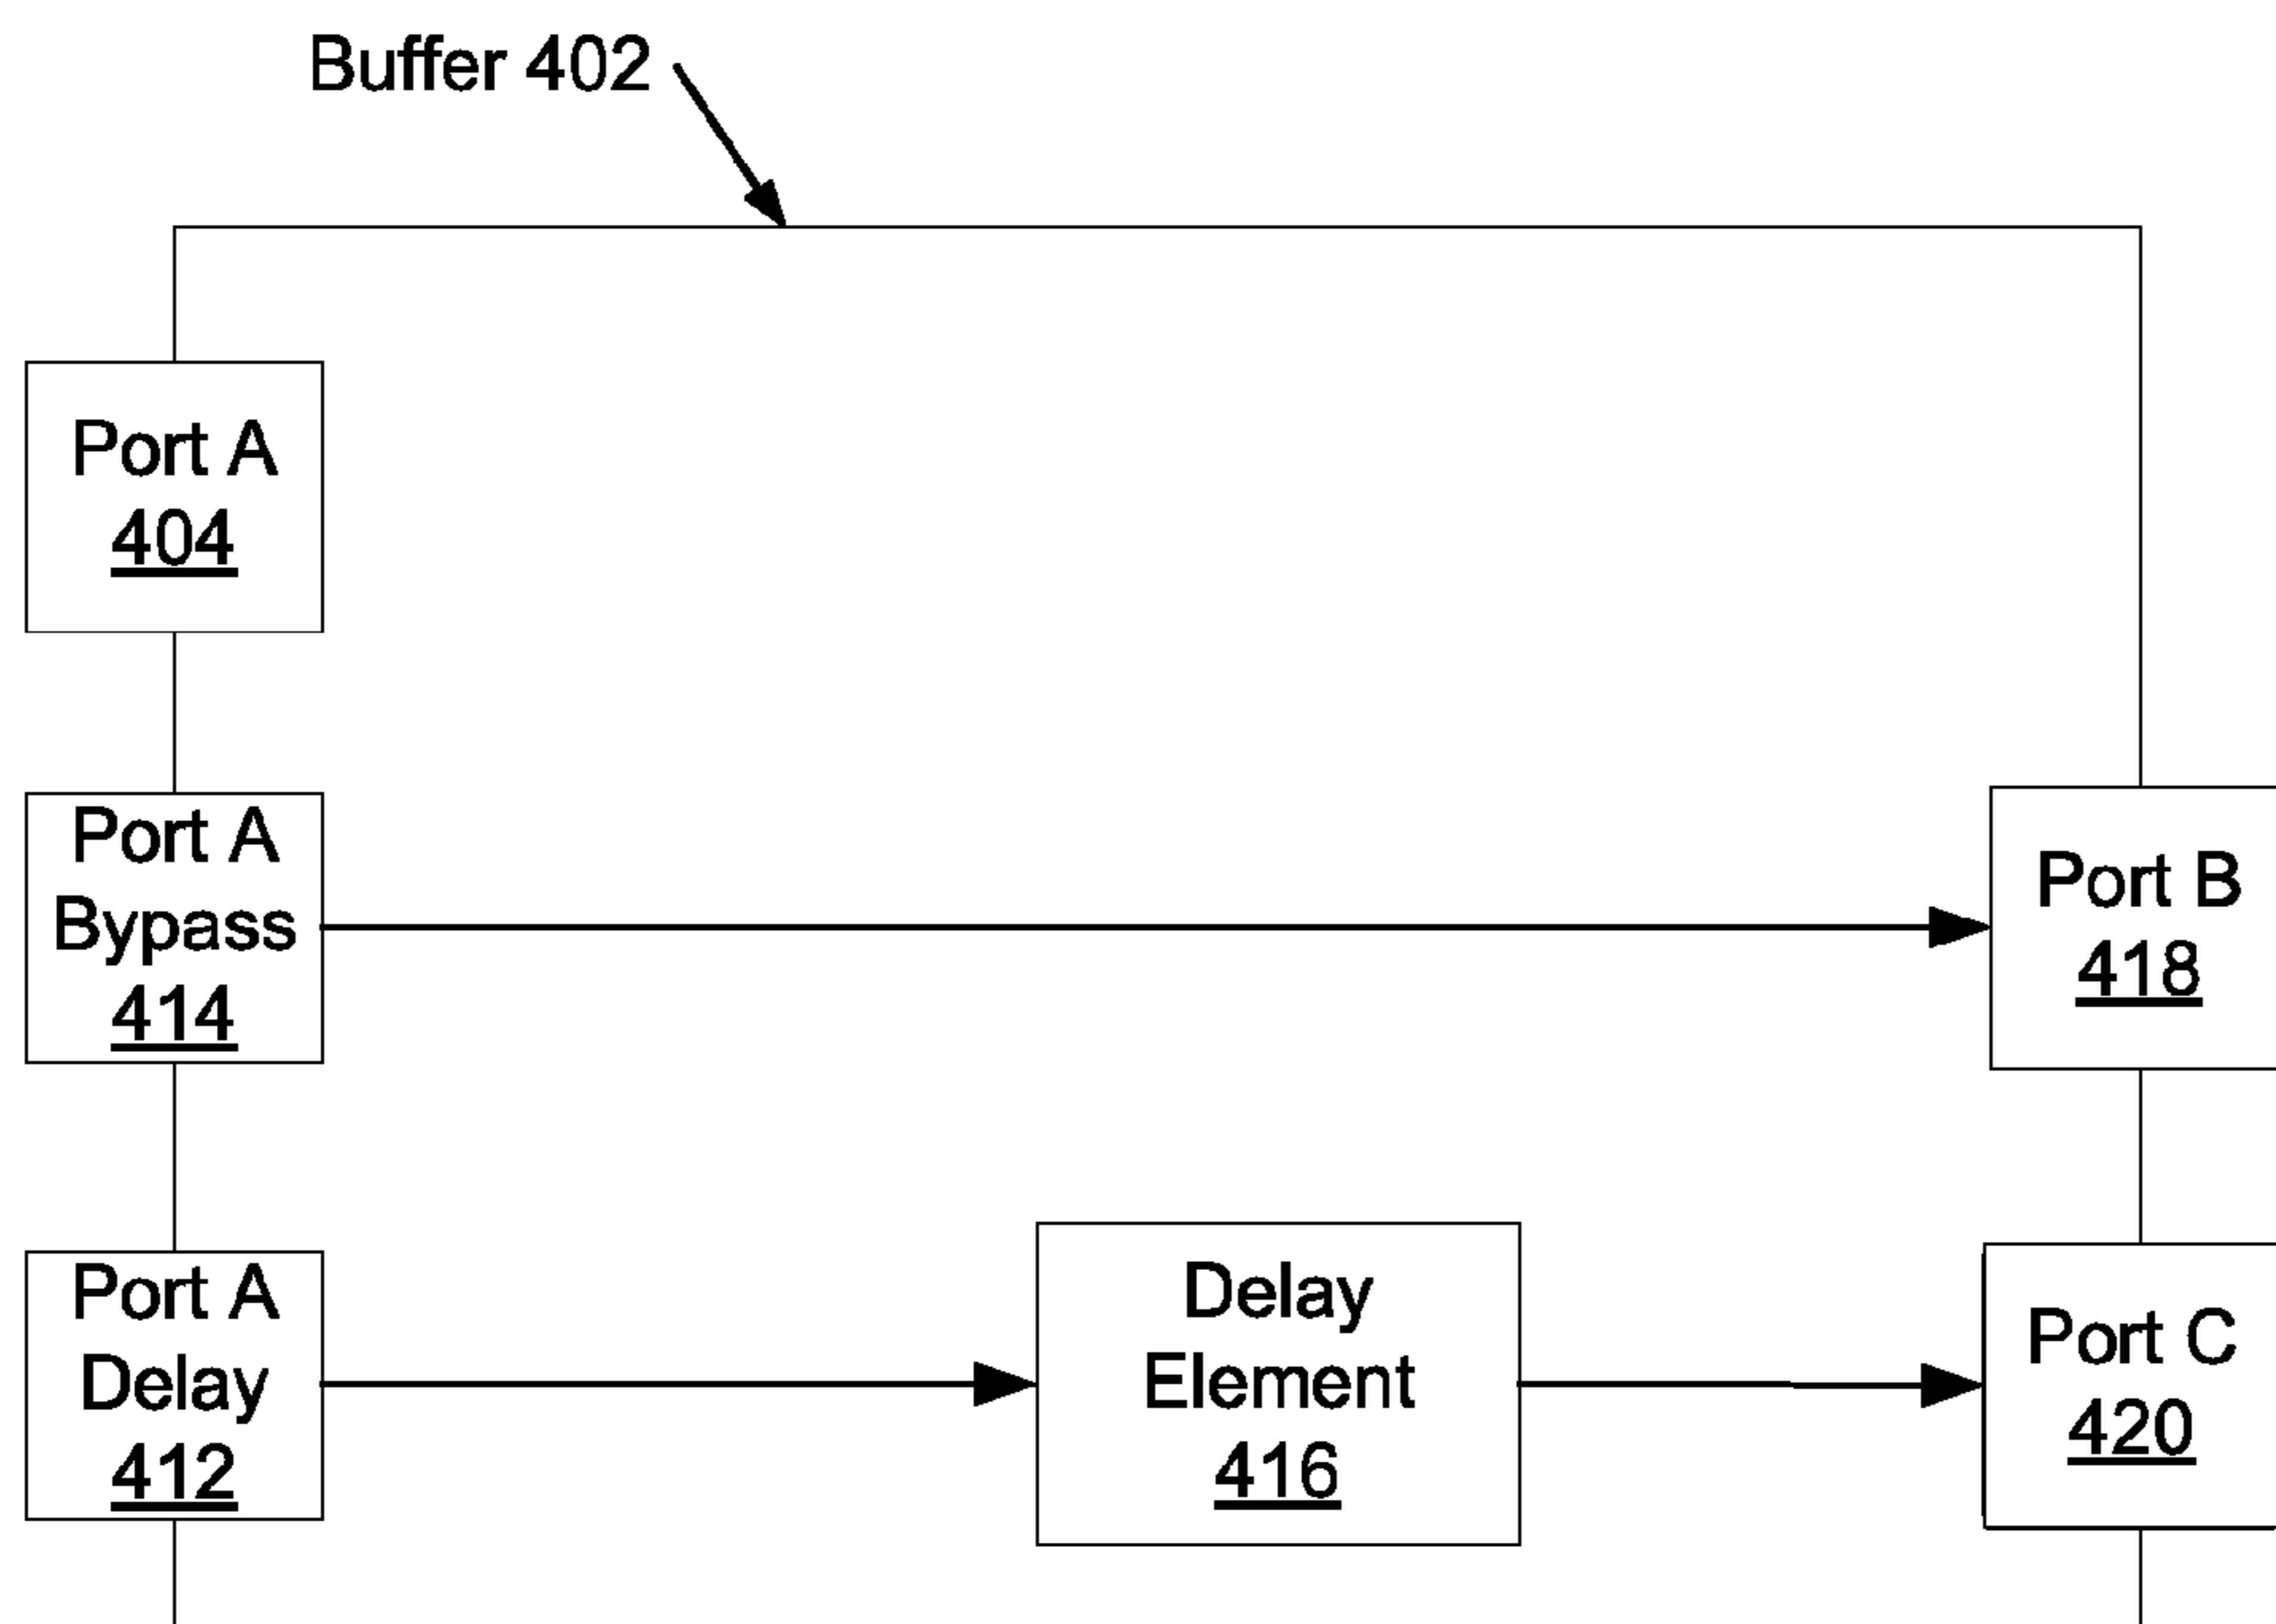 Buffer 402
Port A
404
Port A
Bypass
414
Port B
418
Port A
Delay
412
Delay
Element
416
Port C
420